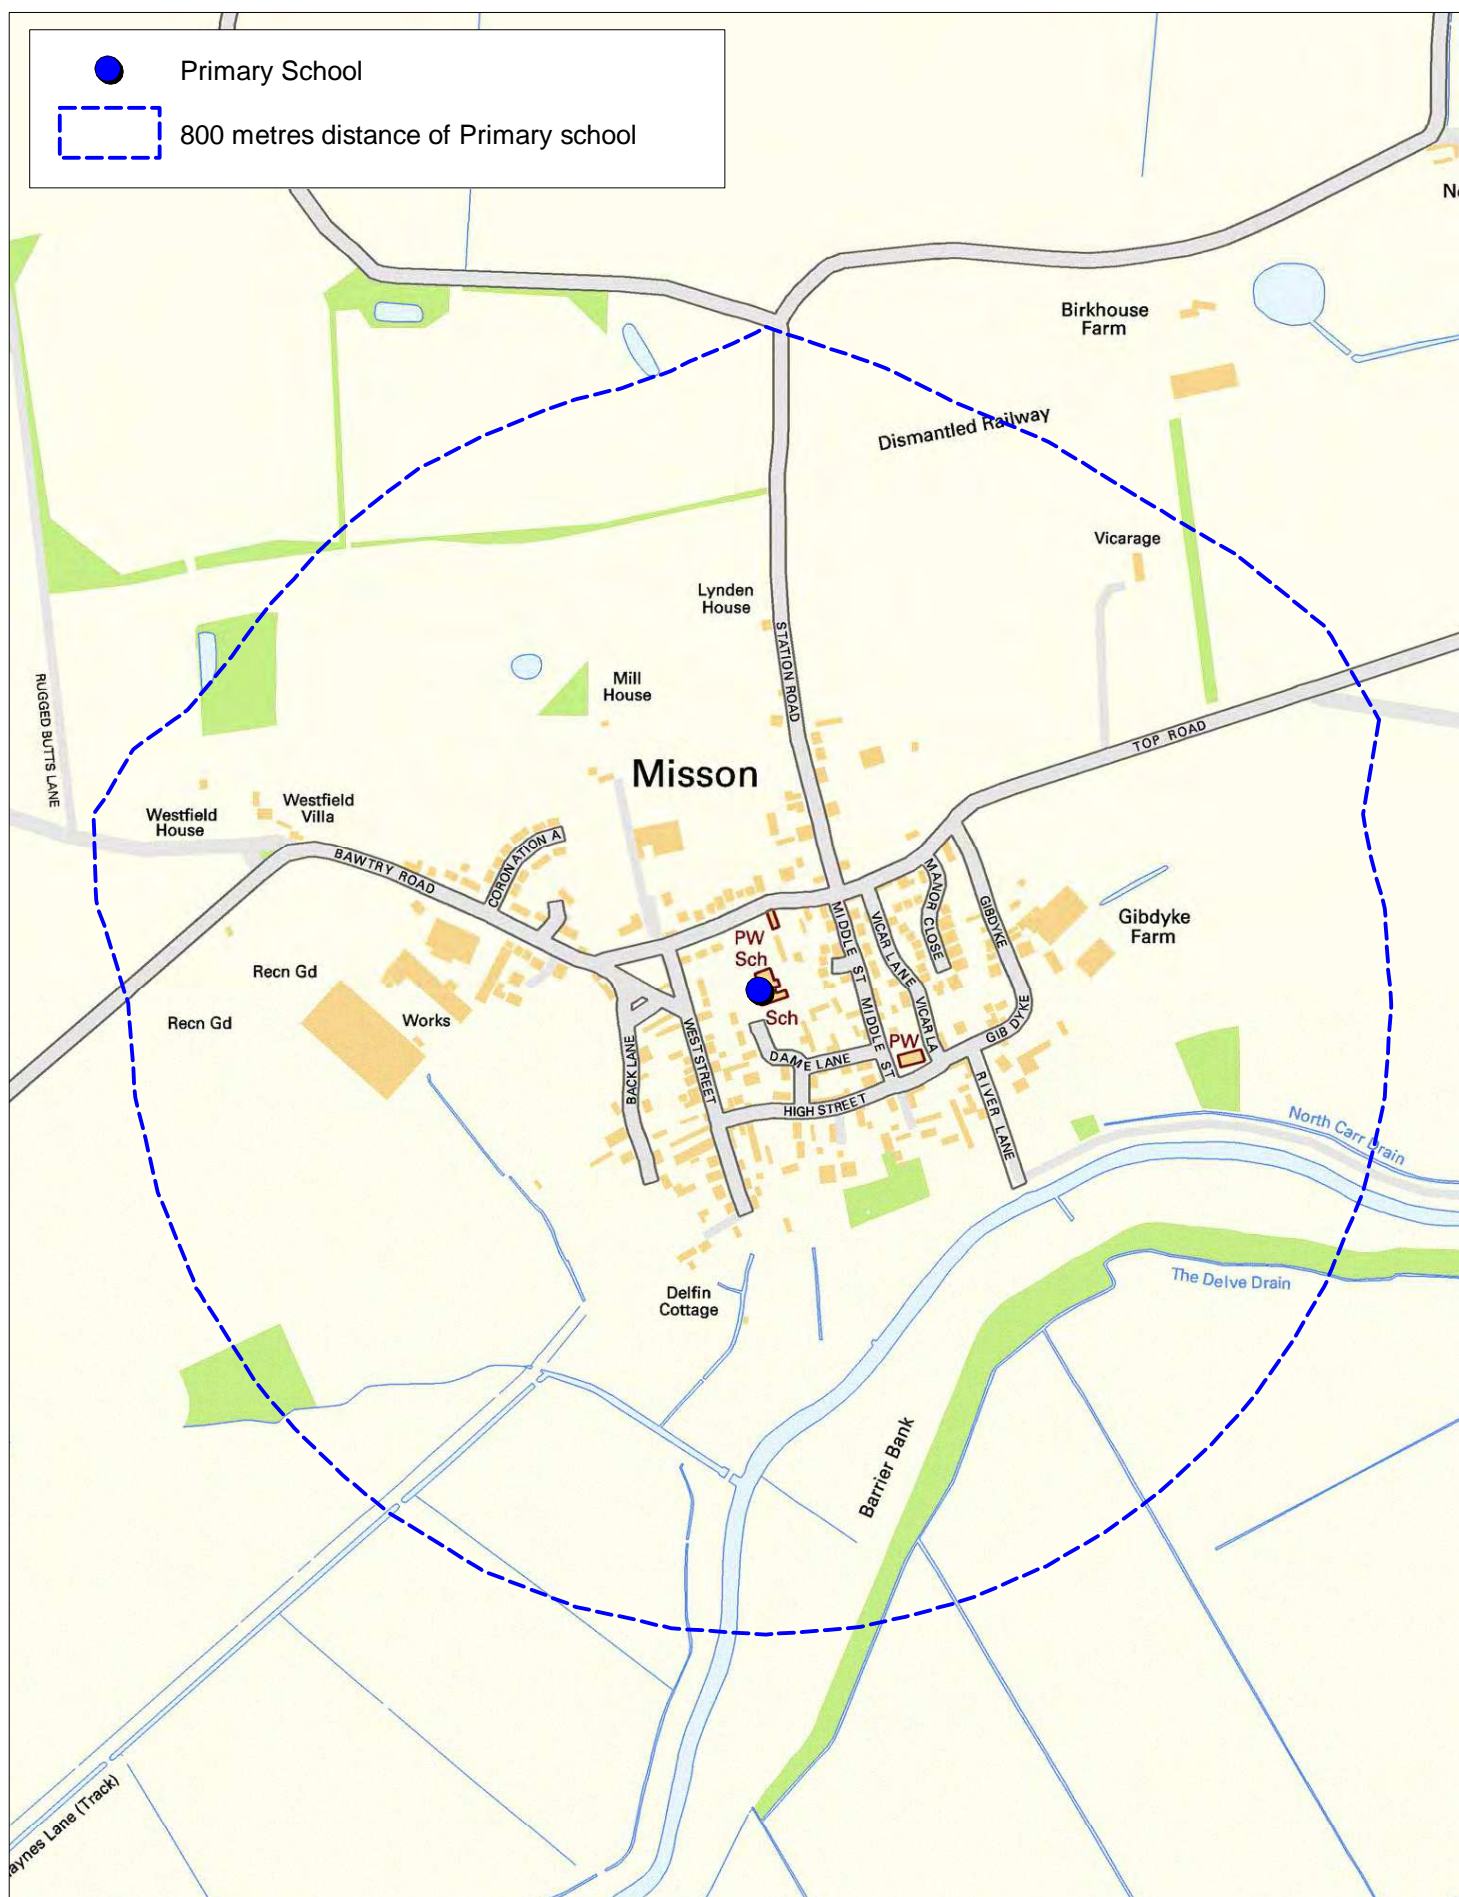 Primary School
800 metres distance of Primary school
Birkhouse
Farm
Dismantled Railway
Vicarage
Lynden
House
STATION ROAD
Mill
House
RUGGED BUTTS LANE
TOP ROAD
Misson
Westfield
House
Westfield
Villa
BAWTRY ROAD
CORONATION A
MANOR CLOSE
GIBDYKE
MIDDLE ST
VICAR LANE
Gibdyke
Farm
PW
Sch
Recn Gd
Recn Gd
Works
Sch
MIDDLE ST
VICAR LA
GIB DYKE
PW
BACK LANE
WEST STREET
DAME LANE
HIGH STREET
RIVER LANE
North Carr Drain
The Delve Drain
Delfin
Cottage
Barrier Bank
aynes Lane (Track)